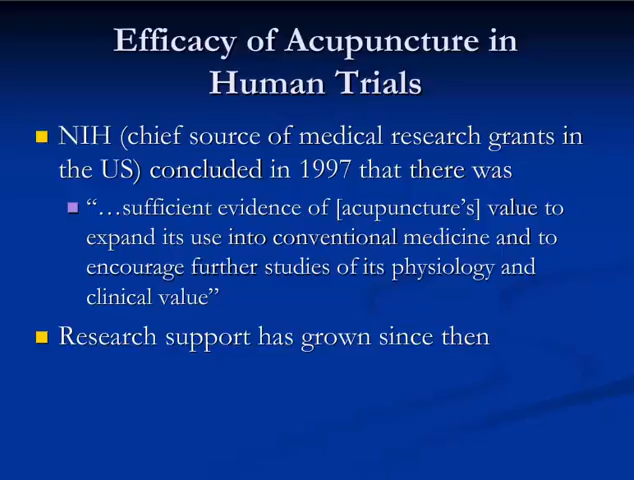 Efficacy of Acupuncture in
Human Trials
NIH (chief source of medical research grants in
the US) concluded in 1997 that there was
“…sufficient evidence of [acupuncture’s] value to
expand its use into conventional medicine and to
encourage further studies of its physiology and
clinical value”
Research support has grown since then